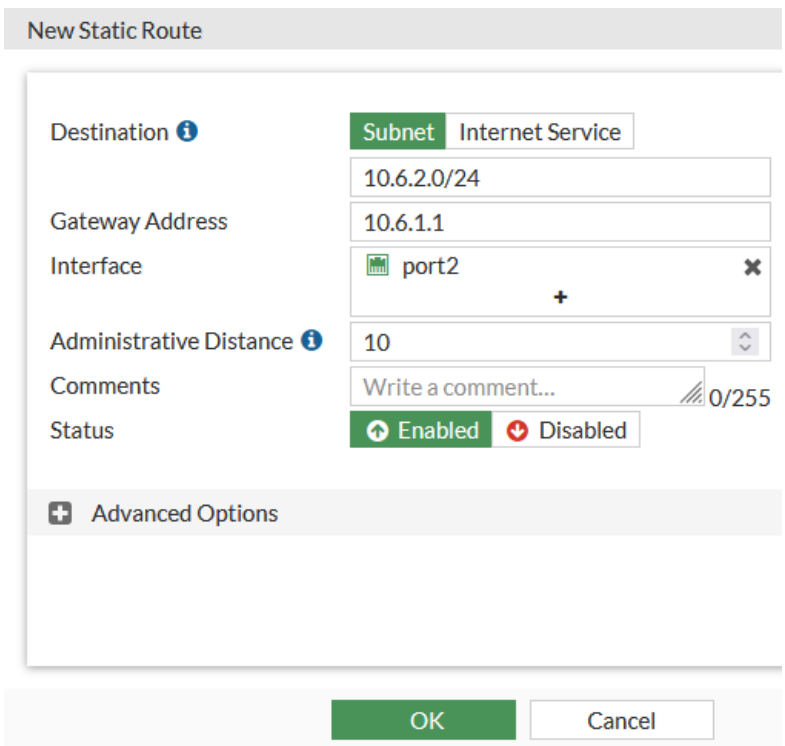 New Static Route
Destination
Subnet Internet Service
10.6.2.0/24
Gateway Address 10.6.1.1
Interface port2
+
Administrative Distance 10
Comments Write a comment... 0/255
Status Enabled Disabled
Advanced Options
OK Cancel